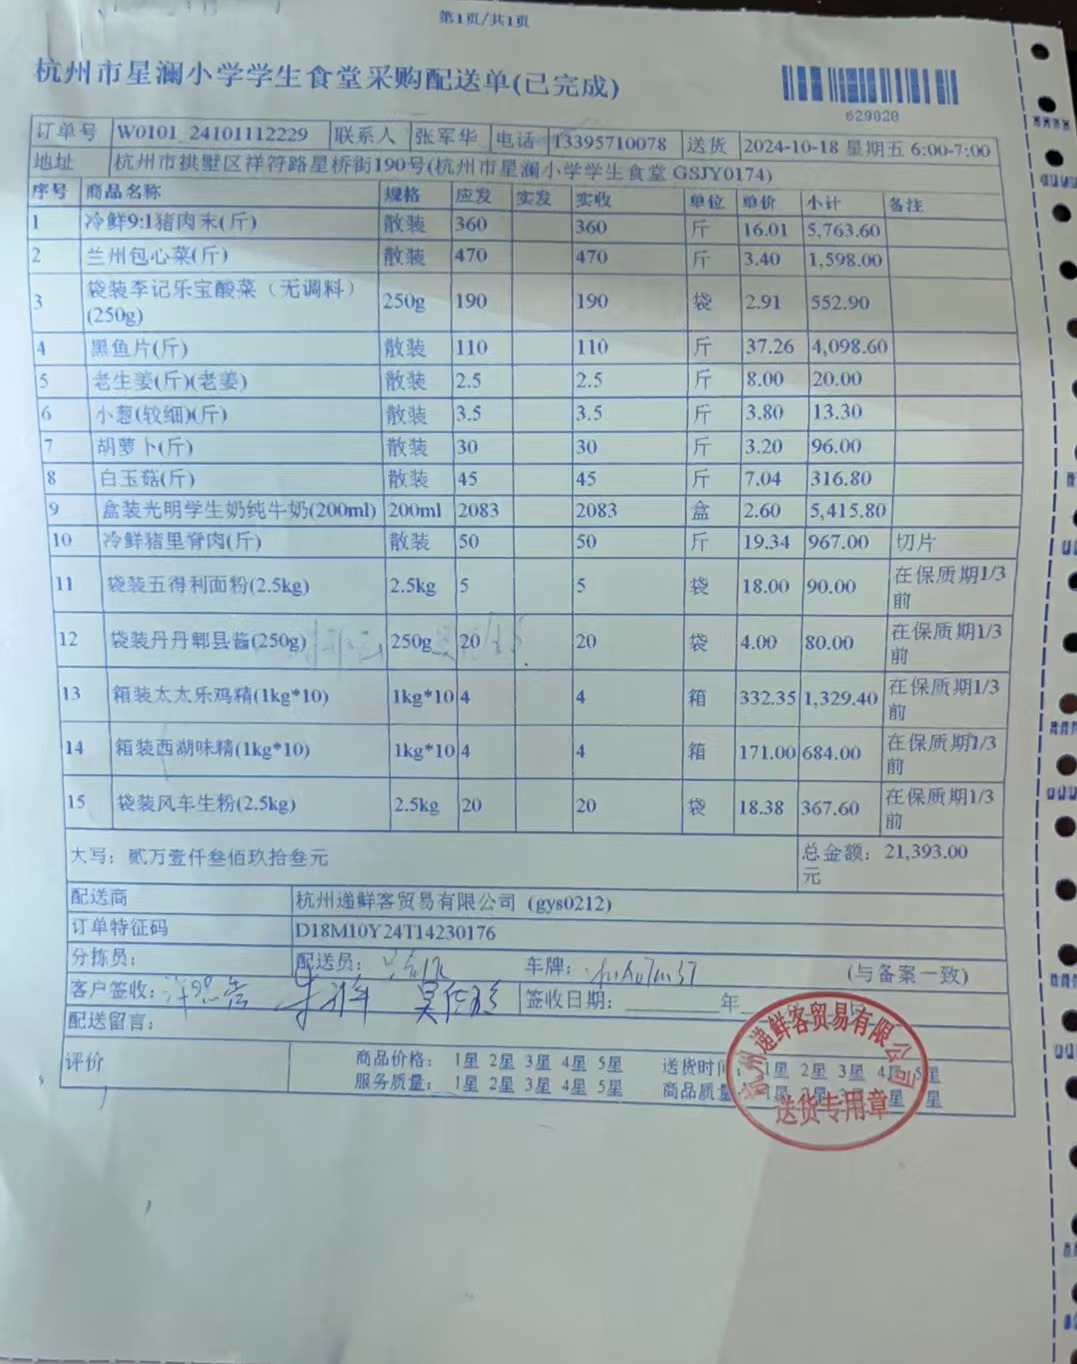 第1页/共1页
杭州市星澜小学学生食堂采购配送单(已完成)
629020
订单号 W0101_24101112229 联系人 张军华 电话 13395710078 送货 2024-10-18 星期五 6:00-7:00
地址 杭州市拱墅区祥符路星桥街190号(杭州市星澜小学学生食堂 GSJY0174)
序号 商品名称 规格 应发 实发 实收 单位 单价 小计 备注
1 冷鲜9:1猪肉末(斤) 散装 360 360 斤 16.01 5,763.60
2 兰州包心菜(斤) 散装 470 470 斤 3.40 1,598.00
3 袋装李记乐宝酸菜（无调料）(250g) 250g 190 190 袋 2.91 552.90
4 黑鱼片(斤) 散装 110 110 斤 37.26 4,098.60
5 老生姜(斤)(老姜) 散装 2.5 2.5 斤 8.00 20.00
6 小葱(较细)(斤) 散装 3.5 3.5 斤 3.80 13.30
7 胡萝卜(斤) 散装 30 30 斤 3.20 96.00
8 白玉菇(斤) 散装 45 45 斤 7.04 316.80
9 盒装光明学生奶纯牛奶(200ml) 200ml 2083 2083 盒 2.60 5,415.80
10 冷鲜猪里脊肉(斤) 散装 50 50 斤 19.34 967.00 切片
11 袋装五得利面粉(2.5kg) 2.5kg 5 5 袋 18.00 90.00 在保质期1/3前
12 袋装丹丹郫县酱(250g) 250g 20 20 袋 4.00 80.00 在保质期1/3前
13 箱装太太乐鸡精(1kg*10) 1kg*10 4 4 箱 332.35 1,329.40 在保质期1/3前
14 箱装西湖味精(1kg*10) 1kg*10 4 4 箱 171.00 684.00 在保质期1/3前
15 袋装风车生粉(2.5kg) 2.5kg 20 20 袋 18.38 367.60 在保质期1/3前
大写：贰万壹仟叁佰玖拾叁元 总金额：21,393.00元
配送商 杭州递鲜客贸易有限公司 (gys0212)
订单特征码 D18M10Y24T14230176
分拣员： 配送员： 车牌： (与备案一致)
客户签收： 签收日期： 年
配送留言：
评价 商品价格： 1星 2星 3星 4星 5星 送货时间： 1星 2星 3星 4星 5星
服务质量： 1星 2星 3星 4星 5星 商品质量 1星 2星 星 星
杭州递鲜客贸易有限公司
送货专用章